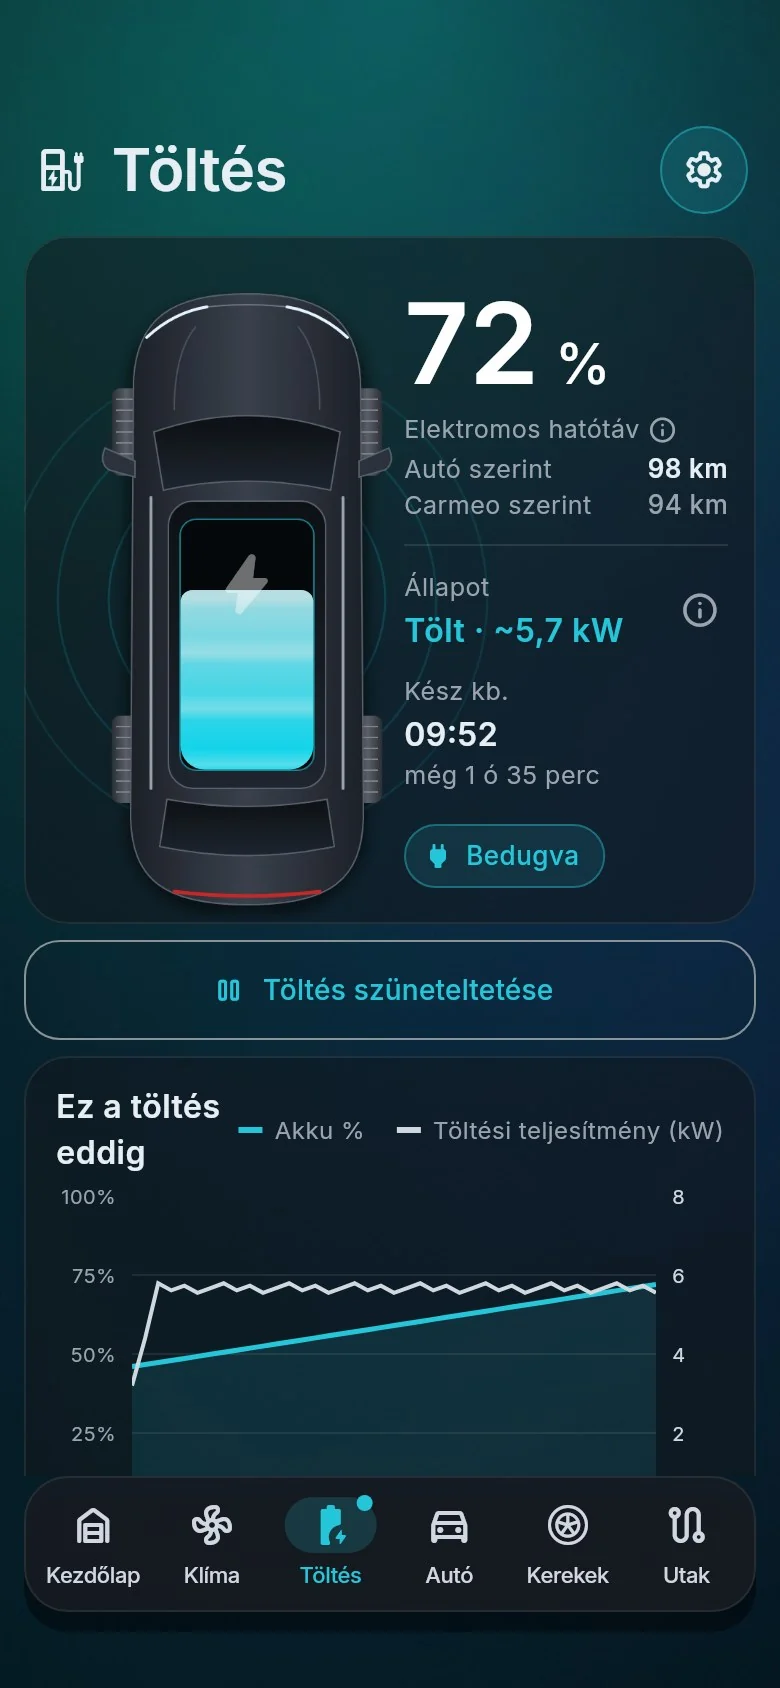 Töltés
72 %
Elektromos hatótáv
Autó szerint 98 km
Carmeo szerint 94 km
Állapot
Tölt · ~5,7 kW
Kész kb.
09:52
még 1 ó 35 perc
Bedugva
Töltés szüneteltetése
Ez a töltés
eddig
Akku % Töltési teljesítmény (kW)
100% 8
75% 6
50% 4
25% 2
Kezdőlap Klíma Töltés Autó Kerekek Utak